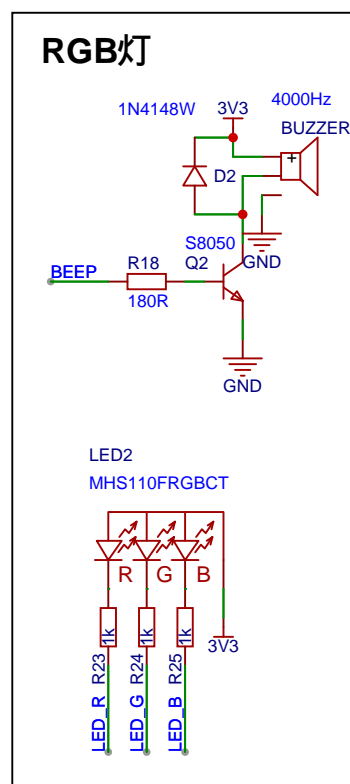 RGB灯
4000Hz
1N4148W
3V3
BUZZER
+
D2
S8050
BEEP
R18
Q2
GND
180R
GND
LED2
MHS110FRGBCT
R
G
B
1k
1k
1k
3V3
R23
R24
R25
LED_R
LED_G
LED_B